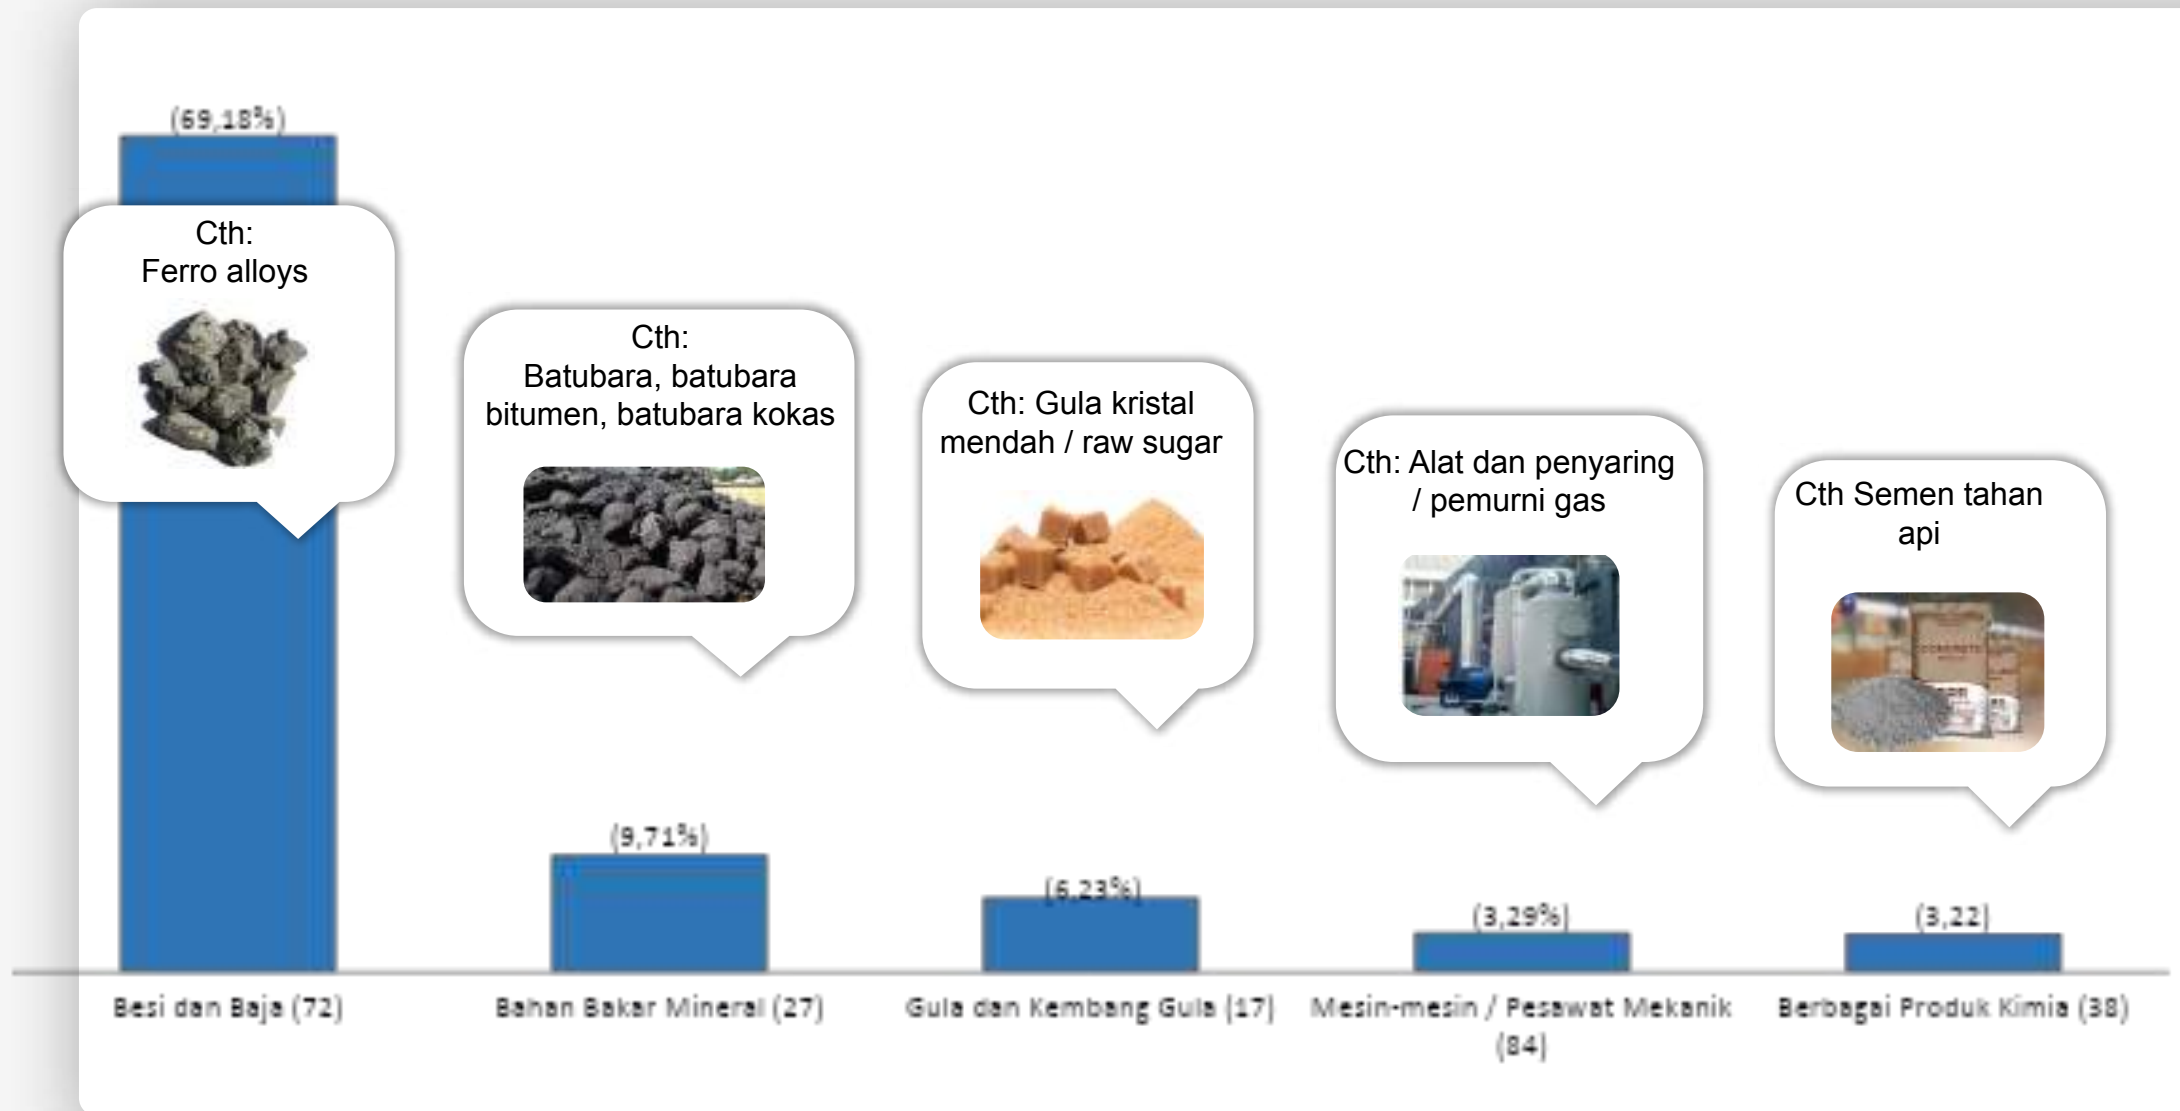 (69,18%)
Cth:
Ferro alloys
Cth:
Batubara, batubara
bitumen, batubara kokas
Cth: Gula kristal
mendah / raw sugar
Cth: Alat dan penyaring
/ pemurni gas
Cth Semen tahan
api
CONCRETE
(9,71%)
(6,23%)
(3,29%)
(3,22)
Besi dan Baja (72)
Bahan Bakar Mineral (27)
Gula dan Kembang Gula (17)
Mesin-mesin / Pesawat Mekanik
(84)
Berbagai Produk Kimia (38)